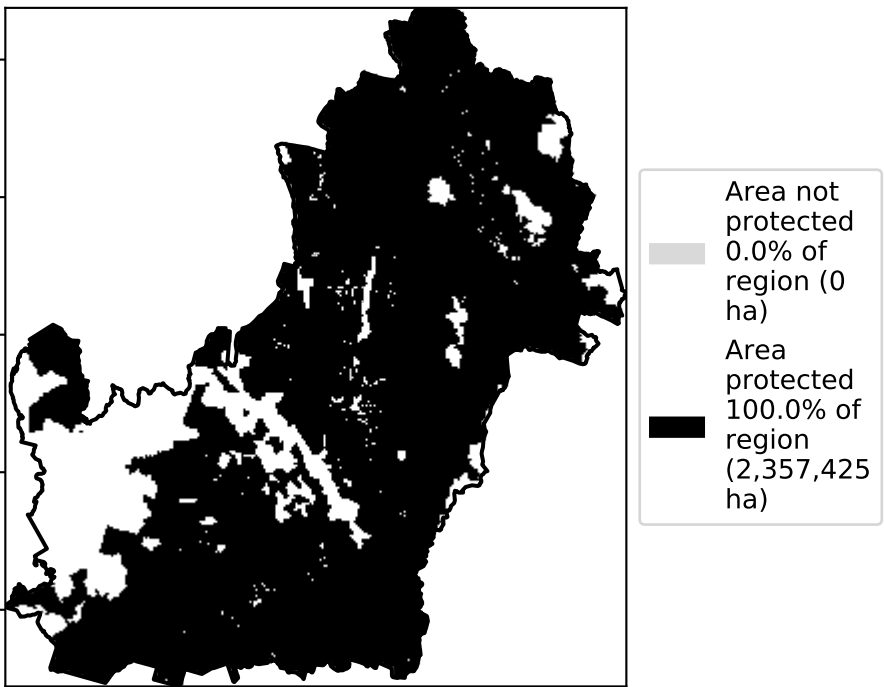 Area not
protected
0.0% of
region (0
ha)
Area
protected
100.0% of
region
(2,357,425
ha)